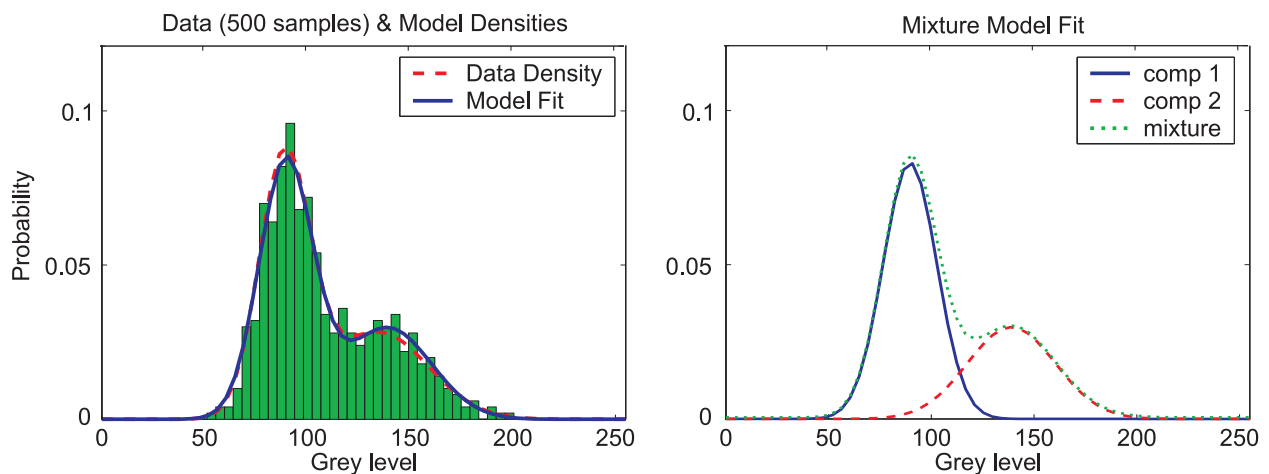 Data (500 samples) & Model Densities
Data Density
Model Fit
0.1
0.05
0
Probability
0 50 100 150 200 250
Grey level
Mixture Model Fit
comp 1
comp 2
mixture
0.1
0.05
0
0 50 100 150 200 250
Grey level